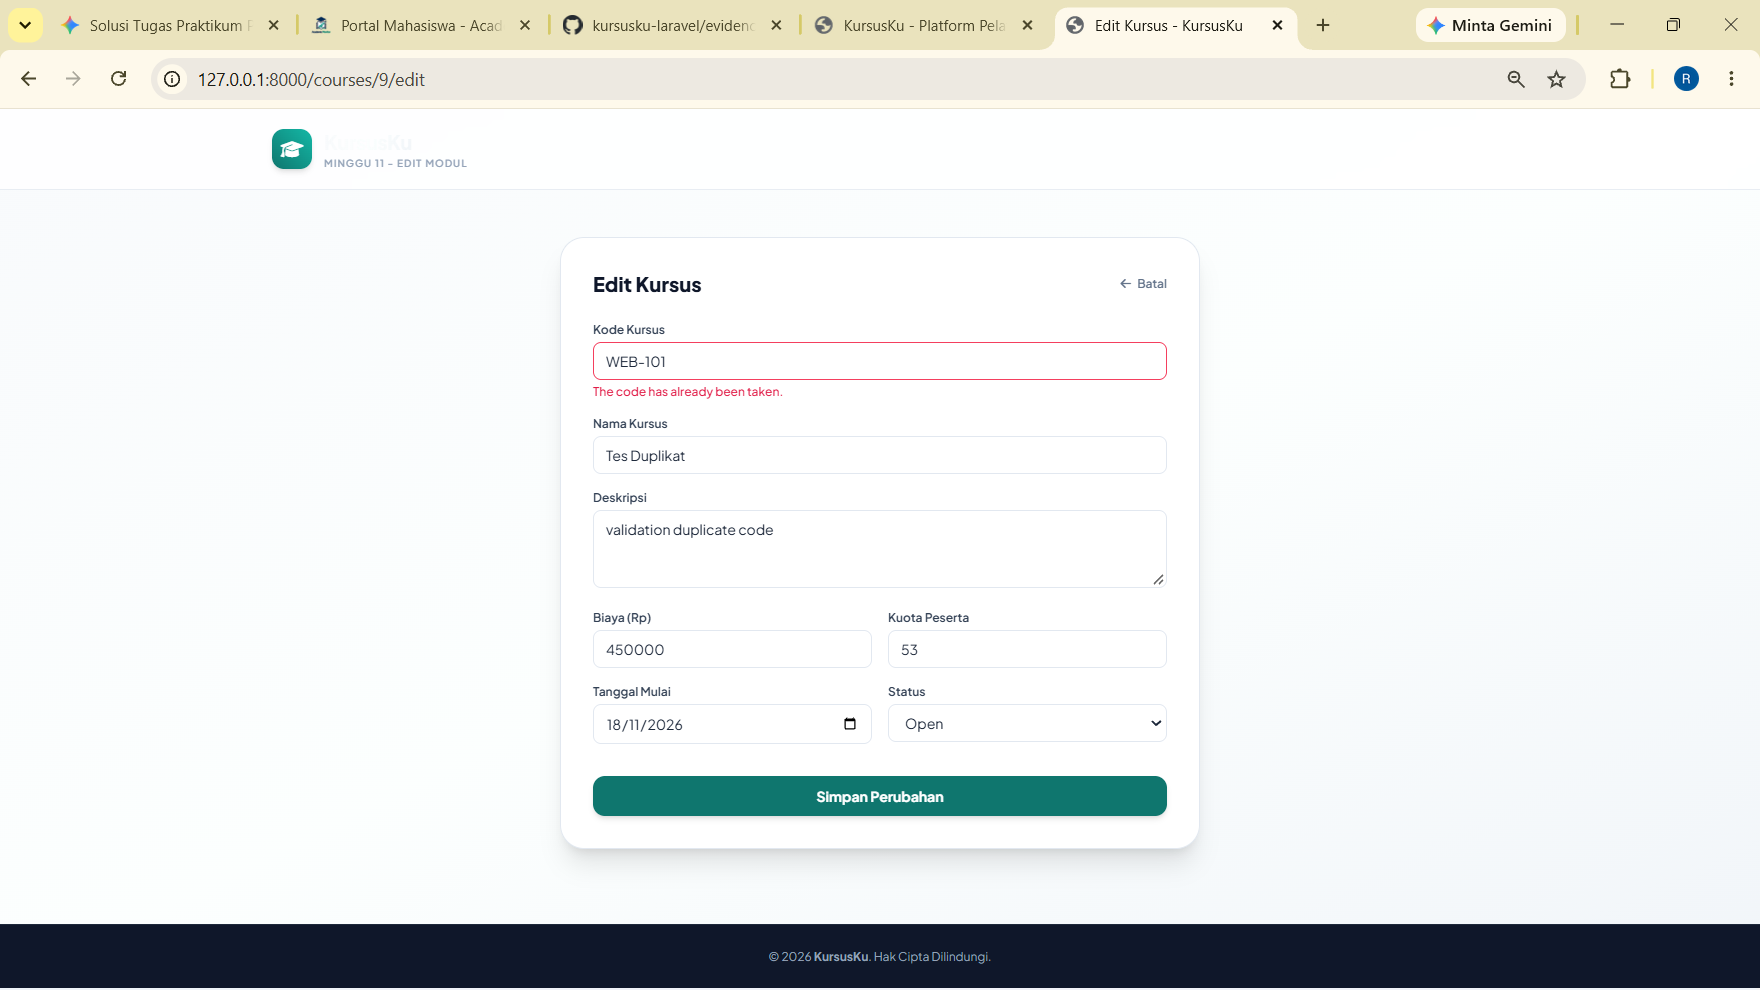 Solusi Tugas Praktikum
Portal Mahasiswa - Acad
kursusku-laravel/evidenc
KursusKu - Platform Pela
Edit Kursus - KursusKu
Minta Gemini
127.0.0.1:8000/courses/9/edit
R
KursusKu
MINGGU 11 - EDIT MODUL
Edit Kursus
← Batal
Kode Kursus
WEB-101
The code has already been taken.
Nama Kursus
Tes Duplikat
Deskripsi
validation duplicate code
Biaya (Rp)
Kuota Peserta
450000
53
Tanggal Mulai
Status
18/11/2026
Open
Simpan Perubahan
© 2026 KursusKu. Hak Cipta Dilindungi.